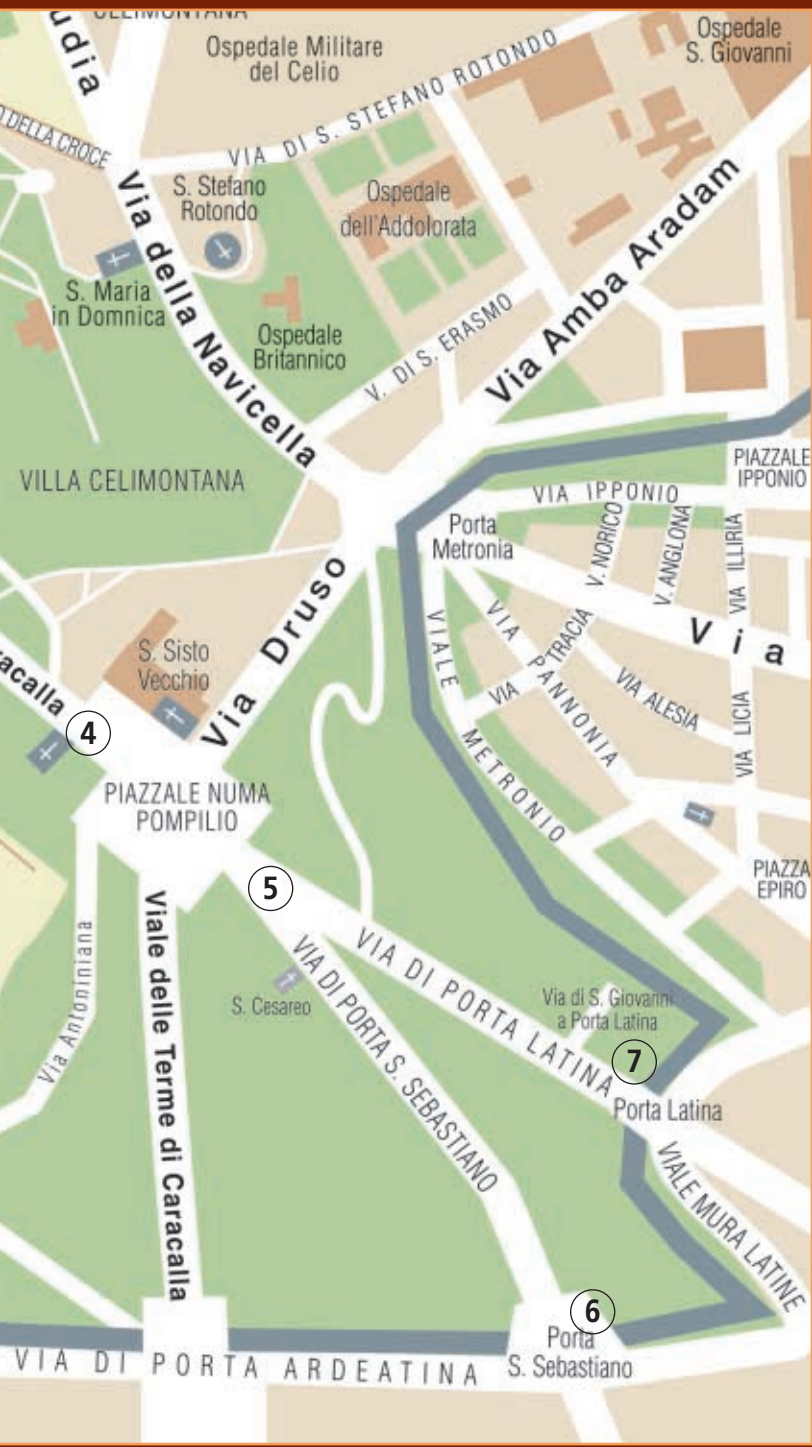 CELIMONTANA
udia
Ospedale Militare
del Celio
Ospedale
S. Giovanni
VIA DI S. STEFANO ROTONDO
DELLA CROCE
S. Stefano
Rotondo
Ospedale
dell'Addolorata
Via della Navicella
Via Amba Aradam
S. Maria
in Domnica
Ospedale
Britannico
V. DI S. ERASMO
VILLA CELIMONTANA
PIAZZALE
IPPONIO
VIA IPPONIO
Porta
Metronia
V. NORICO
V. ANGLONA
VIA ILLIRIA
Via Druso
VIALE METRONIO
VIA PANNONIA
VIA TRACIA
Via
S. Sisto
Vecchio
VIA ALESIA
VIA LICIA
acalla
4
PIAZZALE NUMA
POMPILIO
PIAZZA
EPIRO
5
Viale delle Terme di Caracalla
Via Antoniniana
VIA DI PORTA LATINA
VIA DI PORTA S. SEBASTIANO
S. Cesareo
Via di S. Giovanni
a Porta Latina
7
Porta Latina
VIALE MURA LATINE
6
Porta
S. Sebastiano
VIA DI PORTA ARDEATINA